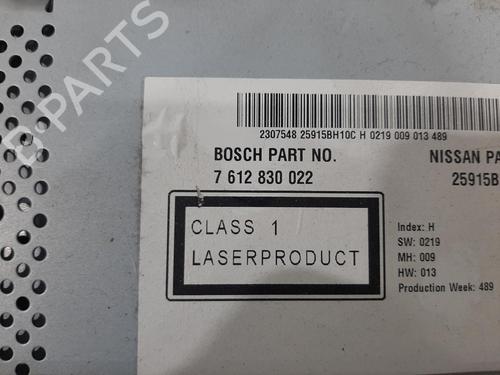 B-PARTS
2307548 25915BH10C H 0219 009 013 489
BOSCH PART NO.
7 612 830 022
NISSAN PA
25915B
CLASS 1
LASERPRODUCT
Index: H
SW: 0219
MH: 009
HW: 013
Production Week: 489